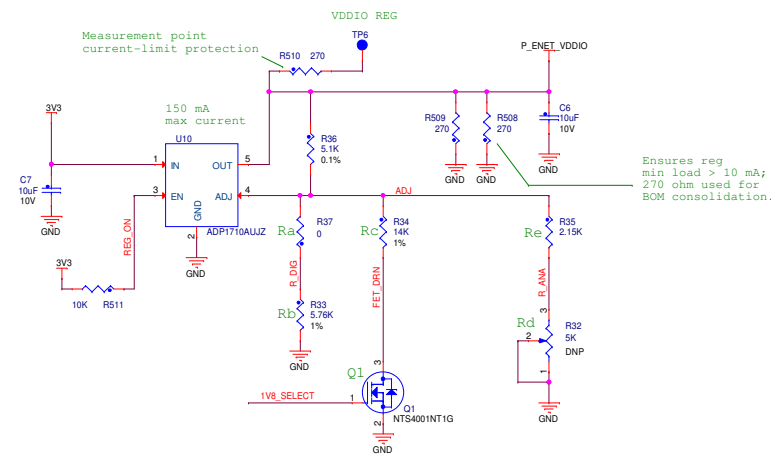 VDDIO REG
Measurement point
current-limit protection
TP6
R510 270
P_ENET_VDDIO
3V3
150 mA
max current
U10
R36
5.1K
0.1%
R509
270
R508
270
C6
10uF
10V
GND
GND
GND
1
IN
OUT
5
C7
10uF
10V
3
EN
ADJ
4
ADJ
GND
2
ADP1710AUJZ
GND
GND
Ensures reg
min load > 10 mA;
270 ohm used for
BOM consolidation.
REG_ON
3V3
10K R511
Ra
R37
0
Rc
R34
14K
1%
Re
R35
2.15K
R_DIG
FET_DRN
R_ANA
Rb
R33
5.76K
1%
GND
Rd
3
2
R32
5K
DNP
1
GND
Q1
3
1V8_SELECT
1
Q1
NTS4001NT1G
2
GND